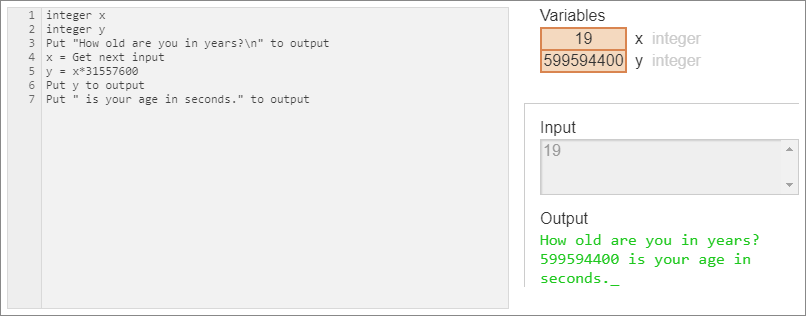 1 integer x
2 integer y
3 Put "How old are you in years?\n" to output
4 x = Get next input
5 y = x*31557600
6 Put y to output
7 Put " is your age in seconds." to output
Variables
19 x integer
599594400 y integer
Input
19
Output
How old are you in years?
599594400 is your age in
seconds._